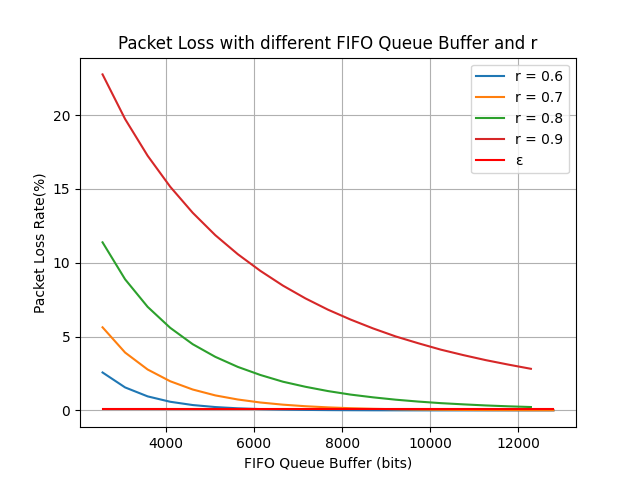 Packet Loss with different FIFO Queue Buffer and r
r = 0.6
r = 0.7
r = 0.8
r = 0.9
ε
Packet Loss Rate(%)
20
15
10
5
0
4000 6000 8000 10000 12000
FIFO Queue Buffer (bits)